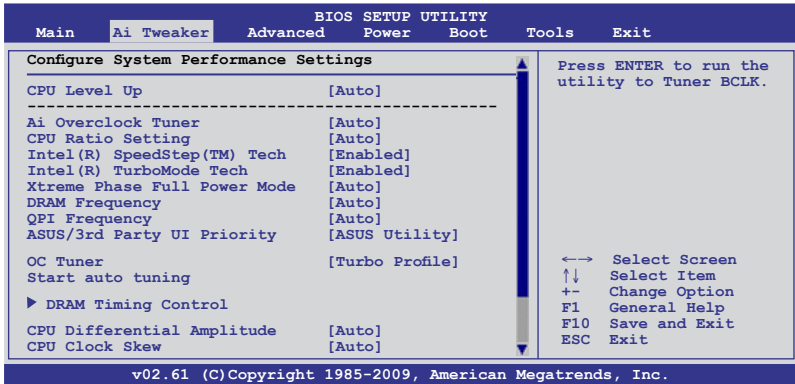 BIOS SETUP UTILITY
Main Ai Tweaker Advanced Power Boot Tools Exit
Configure System Performance Settings
CPU Level Up [Auto]
Ai Overclock Tuner [Auto]
CPU Ratio Setting [Auto]
Intel(R) SpeedStep(TM) Tech [Enabled]
Intel(R) TurboMode Tech [Enabled]
Xtreme Phase Full Power Mode [Auto]
DRAM Frequency [Auto]
QPI Frequency [Auto]
ASUS/3rd Party UI Priority [ASUS Utility]
OC Tuner [Turbo Profile]
Start auto tuning
DRAM Timing Control
CPU Differential Amplitude [Auto]
CPU Clock Skew [Auto]
Press ENTER to run the
utility to Tuner BCLK.
←→ Select Screen
↑↓ Select Item
+- Change Option
F1 General Help
F10 Save and Exit
ESC Exit
v02.61 (C)Copyright 1985-2009, American Megatrends, Inc.